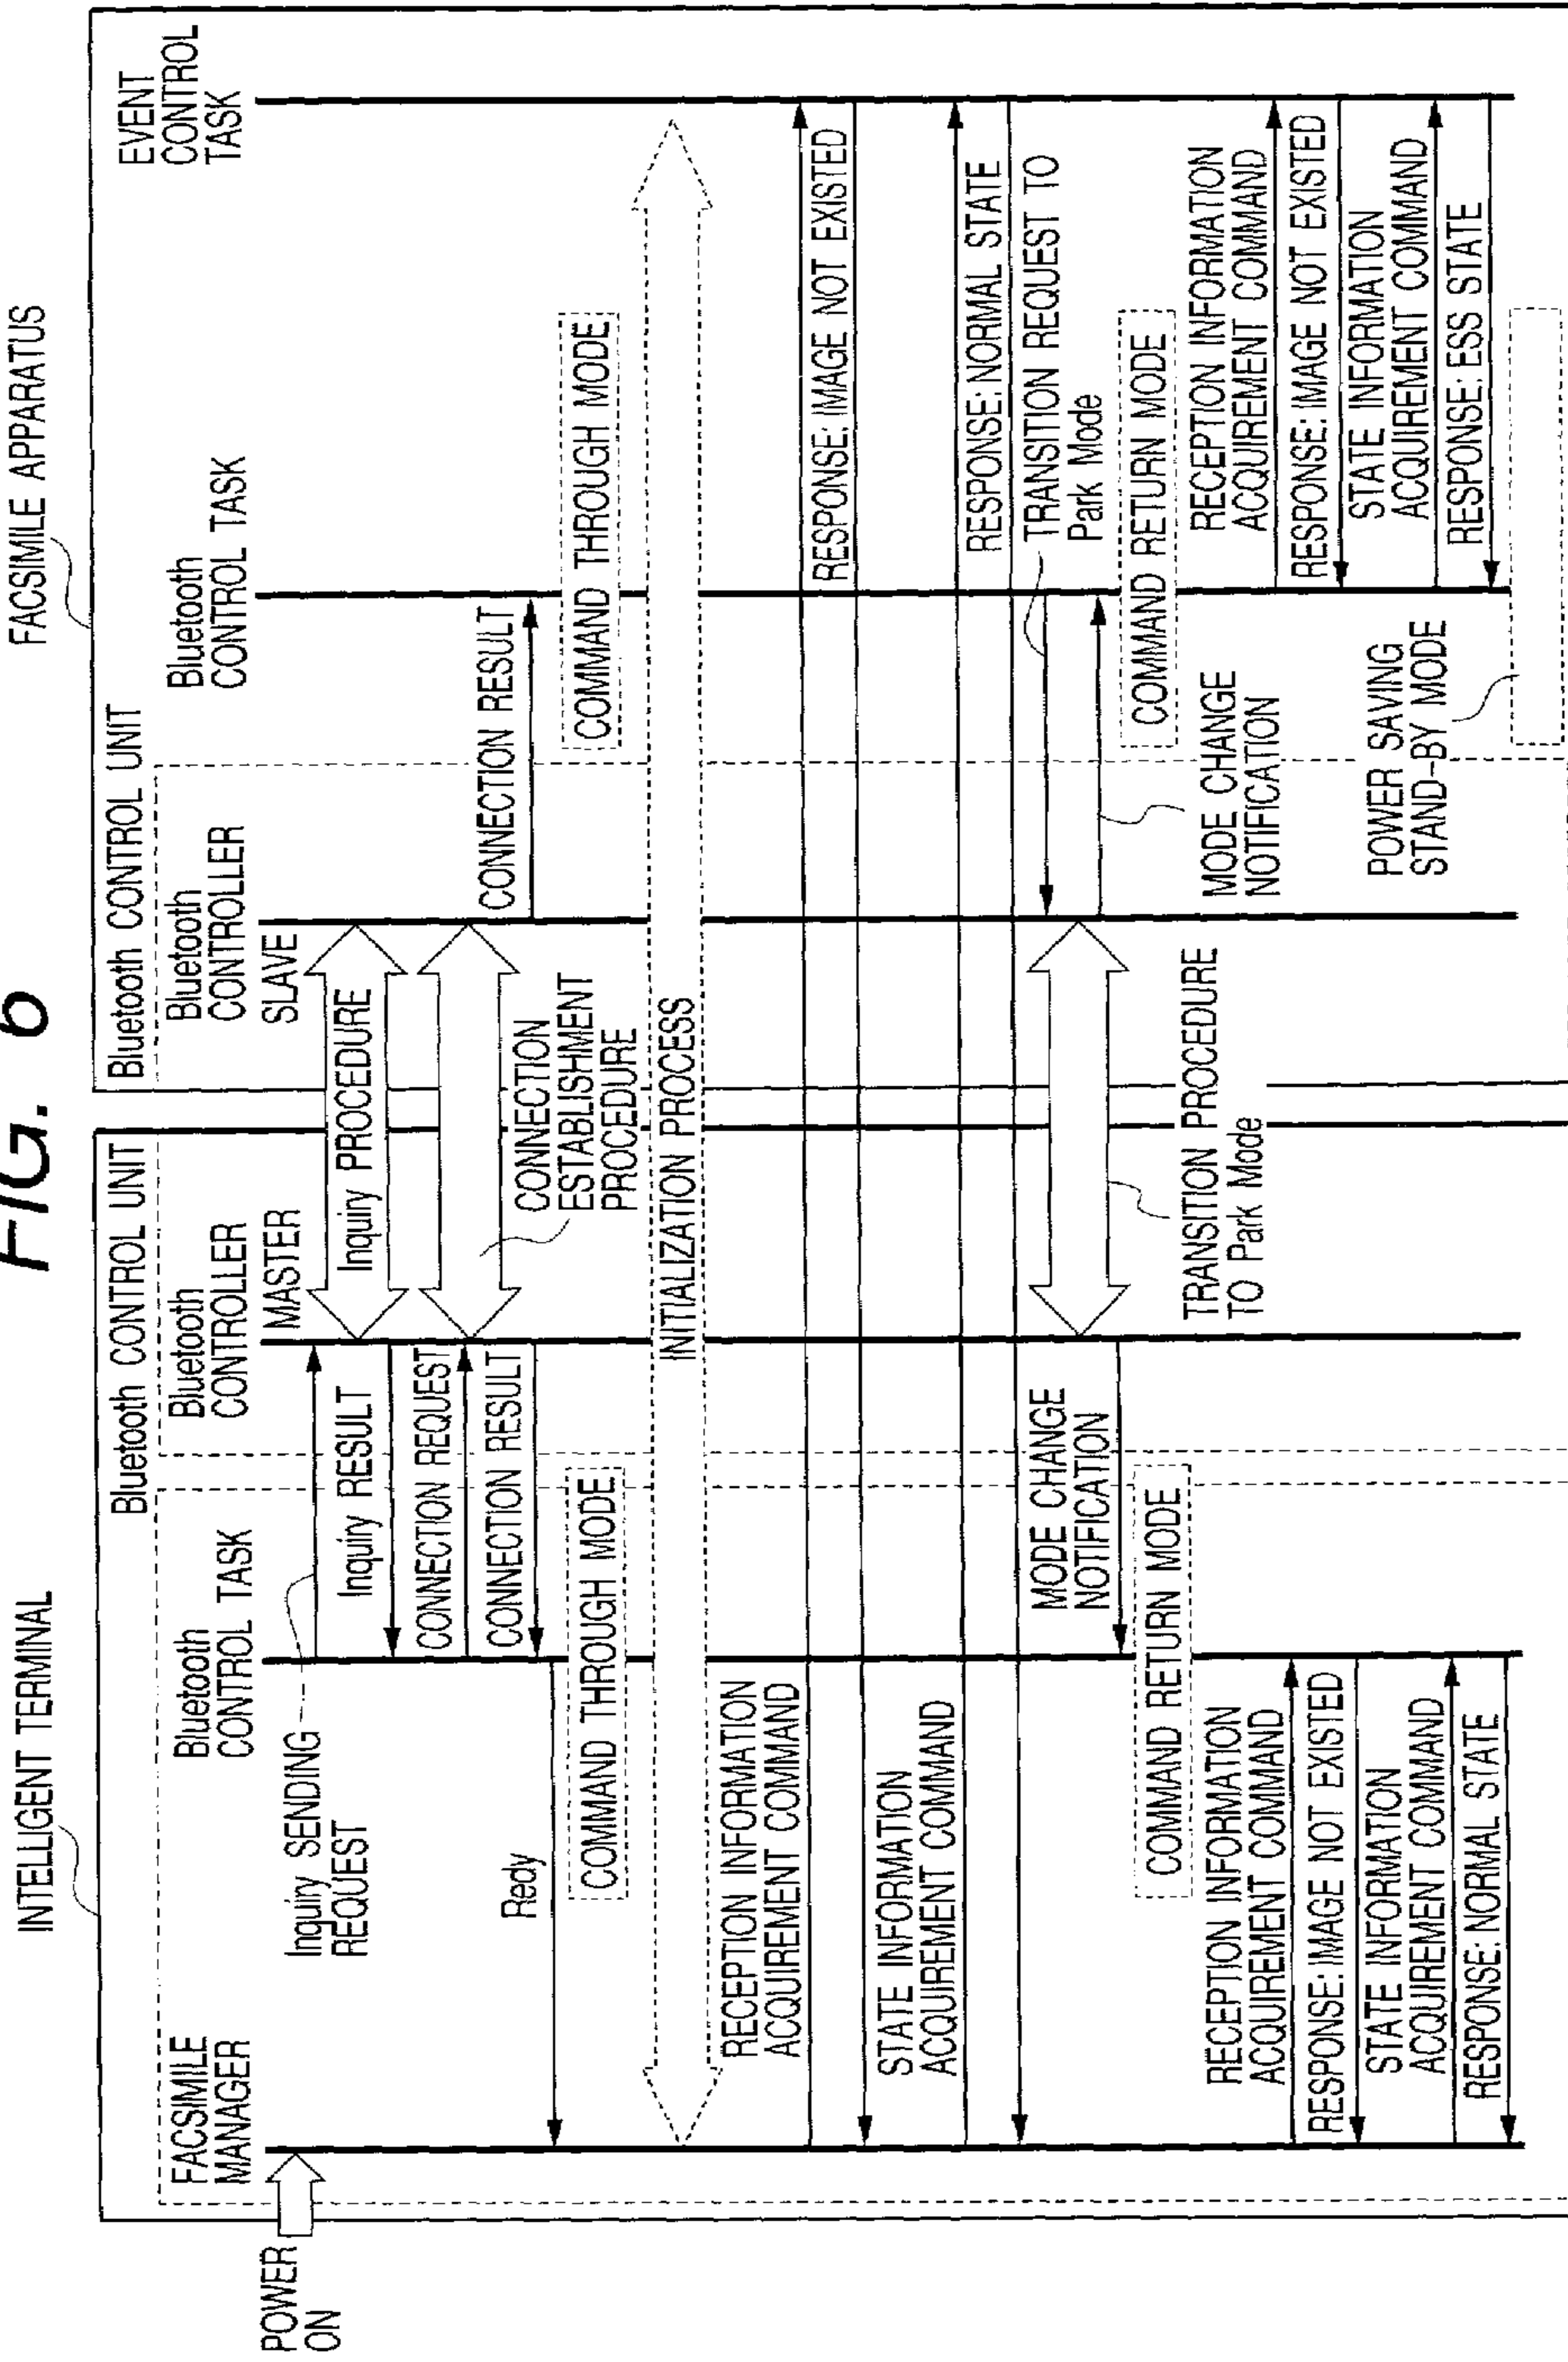 FIG. 6
INTELLIGENT TERMINAL
FACSIMILE APPARATUS
Bluetooth CONTROL UNIT
Bluetooth CONTROL UNIT
FACSIMILE
MANAGER
Bluetooth
CONTROL TASK
Bluetooth
CONTROLLER
MASTER
Bluetooth
CONTROLLER
SLAVE
Bluetooth
CONTROL TASK
EVENT
CONTROL
TASK
POWER
ON
Inquiry SENDING
REQUEST
Inquiry PROCEDURE
Inquiry RESULT
CONNECTION REQUEST
CONNECTION
ESTABLISHMENT
PROCEDURE
CONNECTION RESULT
CONNECTION RESULT
Redy
COMMAND THROUGH MODE
COMMAND THROUGH MODE
INITIALIZATION PROCESS
RECEPTION INFORMATION
ACQUIREMENT COMMAND
RESPONSE: IMAGE NOT EXISTED
STATE INFORMATION
ACQUIREMENT COMMAND
RESPONSE: NORMAL STATE
TRANSITION REQUEST TO
Park Mode
MODE CHANGE
NOTIFICATION
TRANSITION PROCEDURE
TO Park Mode
MODE CHANGE
NOTIFICATION
COMMAND RETURN MODE
COMMAND RETURN MODE
RECEPTION INFORMATION
ACQUIREMENT COMMAND
RESPONSE: IMAGE NOT EXISTED
STATE INFORMATION
ACQUIREMENT COMMAND
RESPONSE: NORMAL STATE
RECEPTION INFORMATION
ACQUIREMENT COMMAND
RESPONSE: IMAGE NOT EXISTED
STATE INFORMATION
ACQUIREMENT COMMAND
RESPONSE: ESS STATE
POWER SAVING
STAND-BY MODE